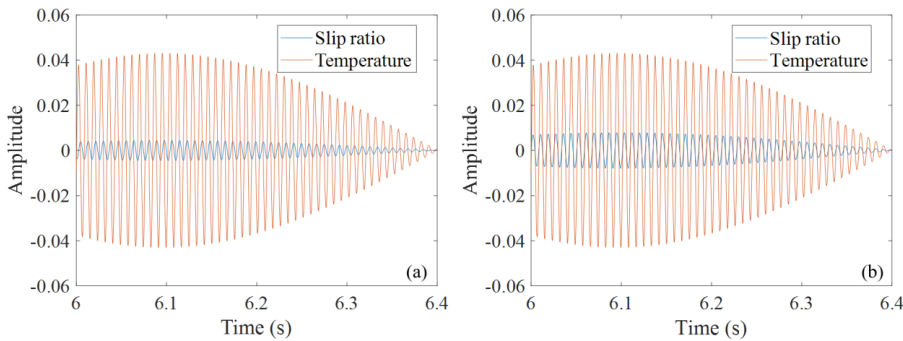 0.06
0.04
0.02
0
-0.02
-0.04
-0.06
Amplitude
Slip ratio
Temperature
(a)
6 6.1 6.2 6.3 6.4
Time (s)
0.06
0.04
0.02
0
-0.02
-0.04
-0.06
Amplitude
Slip ratio
Temperature
(b)
6 6.1 6.2 6.3 6.4
Time (s)